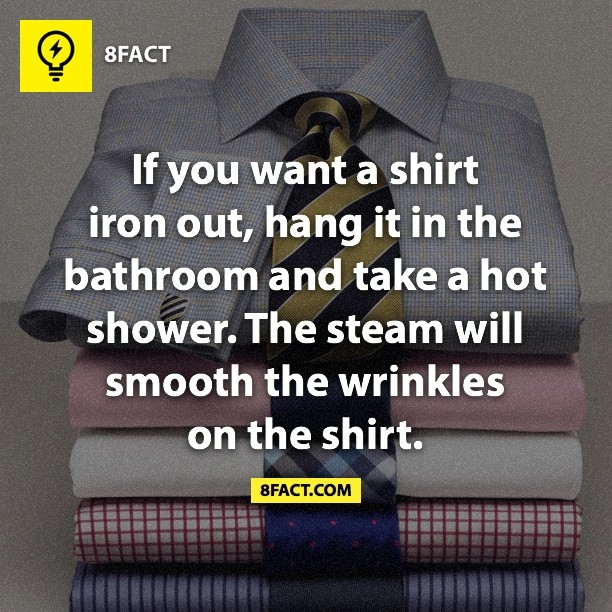 8FACT
If you want a shirt
iron out, hang it in the
bathroom and take a hot
shower. The steam will
smooth the wrinkles
on the shirt.
8FACT.COM